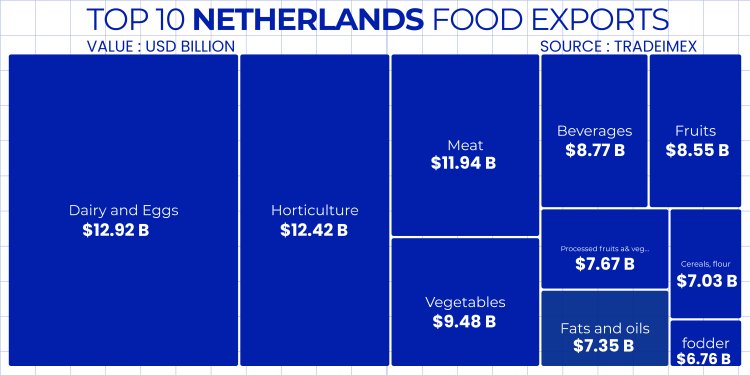 TOP 10 NETHERLANDS FOOD EXPORTS
VALUE : USD BILLION
SOURCE : TRADEIMEX
Dairy and Eggs
$12.92 B
Horticulture
$12.42 B
Meat
$11.94 B
Vegetables
$9.48 B
Beverages
$8.77 B
Fruits
$8.55 B
Processed fruits a& veg...
$7.67 B
Cereals, flour
$7.03 B
Fats and oils
$7.35 B
fodder
$6.76 B